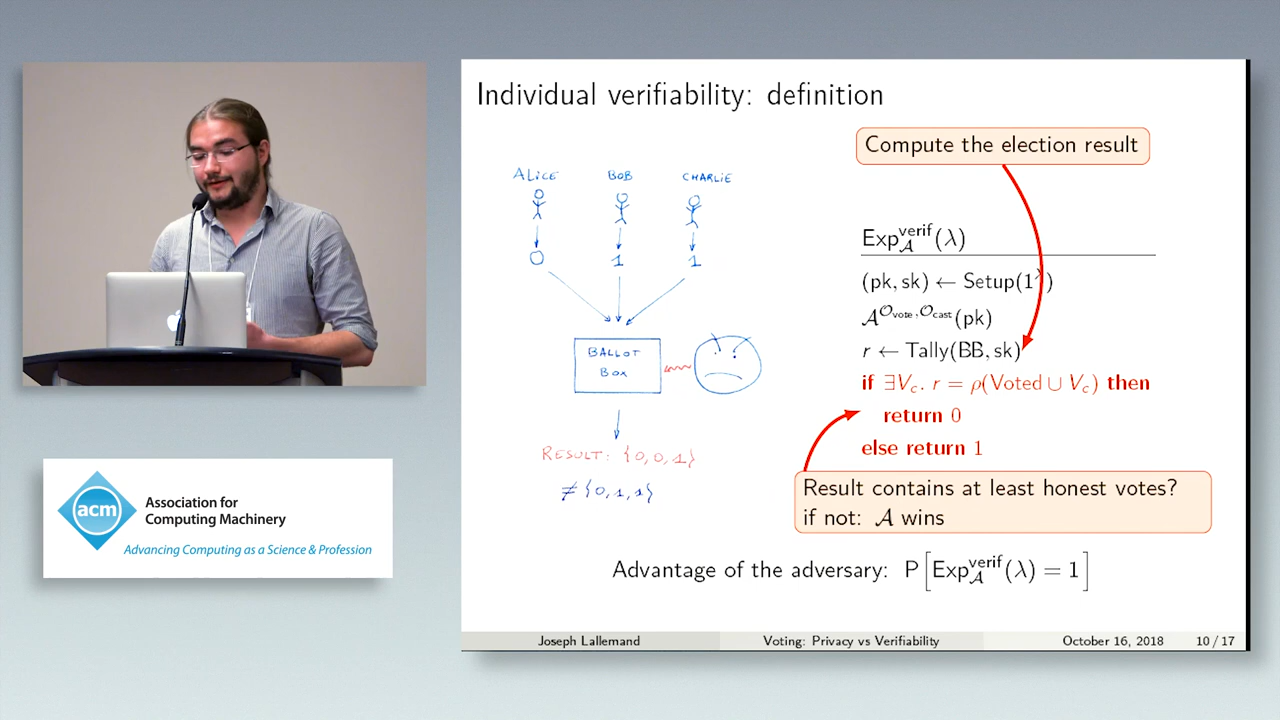 Individual verifiability: definition
Compute the election result
ALICE BOB CHARLIE
0 1 1
BALLOT
BOX
RESULT: {0,0,1}
≠ {0,1,1}
Exp^verif_𝒜(λ)
(pk, sk) ← Setup(1^λ)
𝒜^{𝒪_vote, 𝒪_cast}(pk)
r ← Tally(BB, sk)
if ∃V_c. r = ρ(Voted ∪ V_c) then
return 0
else return 1
Result contains at least honest votes?
if not: 𝒜 wins
Advantage of the adversary: P[Exp^verif_𝒜(λ) = 1]
Joseph Lallemand Voting: Privacy vs Verifiability October 16, 2018 10 / 17
acm
Association for
Computing Machinery
Advancing Computing as a Science & Profession